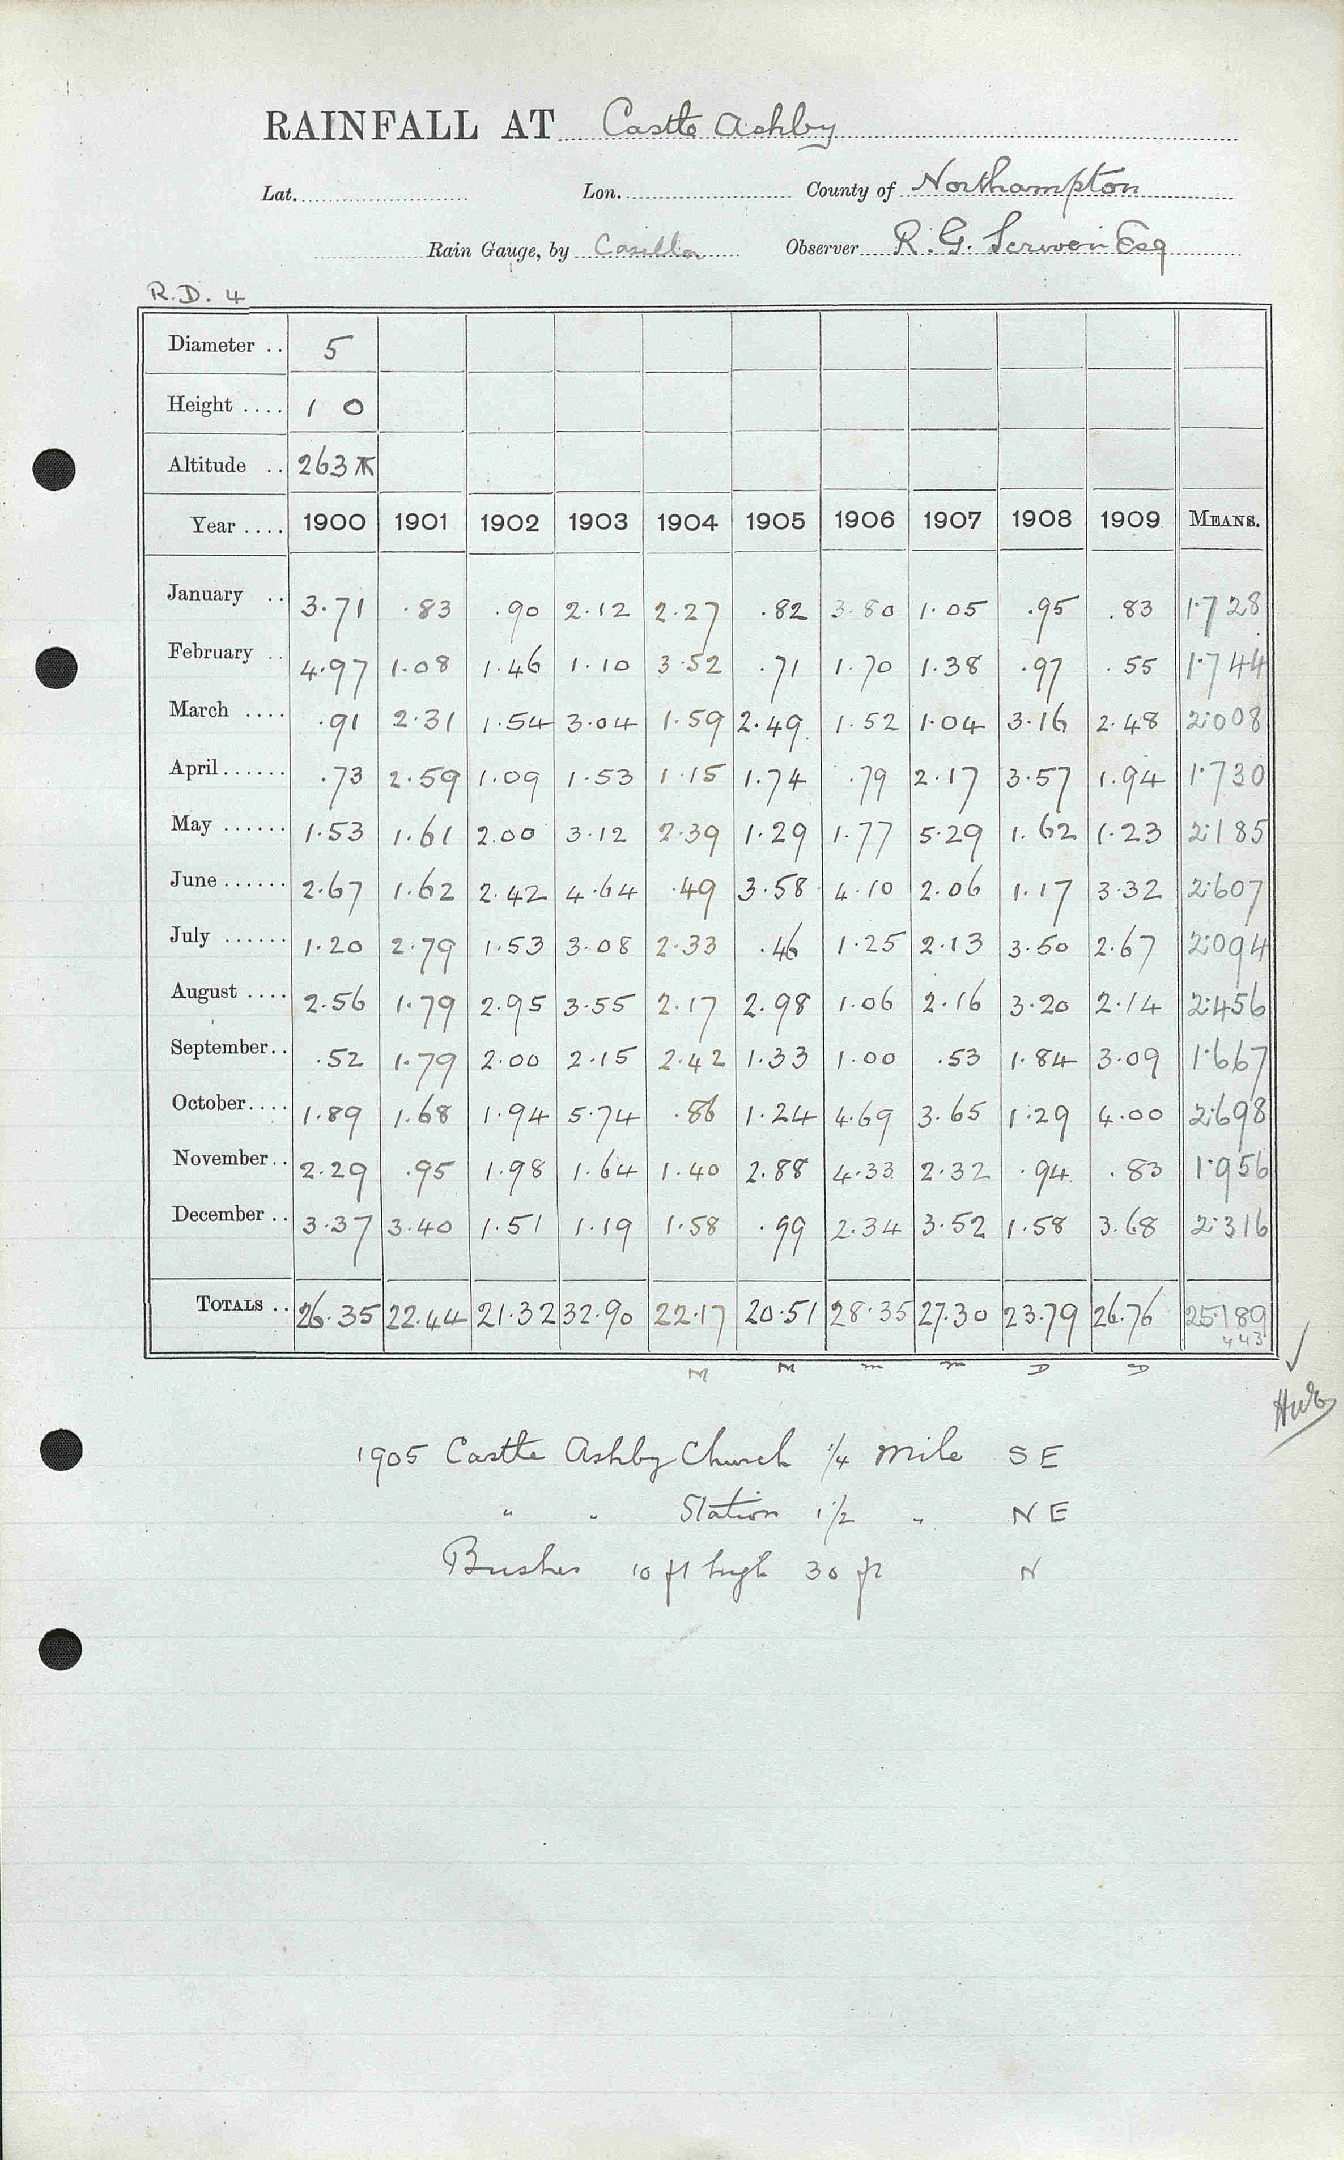 RAINFALL AT Castle Ashby
Lat. Lon. County of Northampton
Rain Gauge, by Casella Observer R. G. Scriven Esq
R.D. 4
Diameter .. 5
Height .... 1 0
Altitude .. 263
Year .... 1900 1901 1902 1903 1904 1905 1906 1907 1908 1909 MEANS.
January .. 3.71 .83 .90 2.12 2.27 .82 3.80 1.05 .95 .83 1.728
February .. 4.97 1.08 1.46 1.10 3.52 .71 1.70 1.38 .97 .55 1.744
March .... .91 2.31 1.54 3.04 1.59 2.49 1.52 1.04 3.16 2.48 2.008
April ...... .73 2.59 1.09 1.53 1.15 1.74 .79 2.17 3.57 1.94 1.730
May ...... 1.53 1.61 2.00 3.12 2.39 1.29 1.77 5.29 1.62 1.23 2.185
June ...... 2.67 1.62 2.42 4.64 .49 3.58 4.10 2.06 1.17 3.32 2.607
July ...... 1.20 2.79 1.53 3.08 2.33 .46 1.25 2.13 3.50 2.67 2.094
August .... 2.56 1.79 2.95 3.55 2.17 2.98 1.06 2.16 3.20 2.14 2.456
September .. .52 1.79 2.00 2.15 2.42 1.33 1.00 .53 1.84 3.09 1.667
October .... 1.89 1.68 1.94 5.74 .86 1.24 4.69 3.65 1.29 4.00 2.698
November .. 2.29 .95 1.98 1.64 1.40 2.88 4.33 2.32 .94 .83 1.956
December .. 3.37 3.40 1.51 1.19 1.58 .99 2.34 3.52 1.58 3.68 2.316
TOTALS .. 26.35 22.44 21.32 32.90 22.17 20.51 28.35 27.30 23.79 26.76 25.189
443
M M m m D D
1905 Castle Ashby Church 1/4 mile S E
" " Station 1 1/2 " N E
Bushes 10 ft high 30 ft N